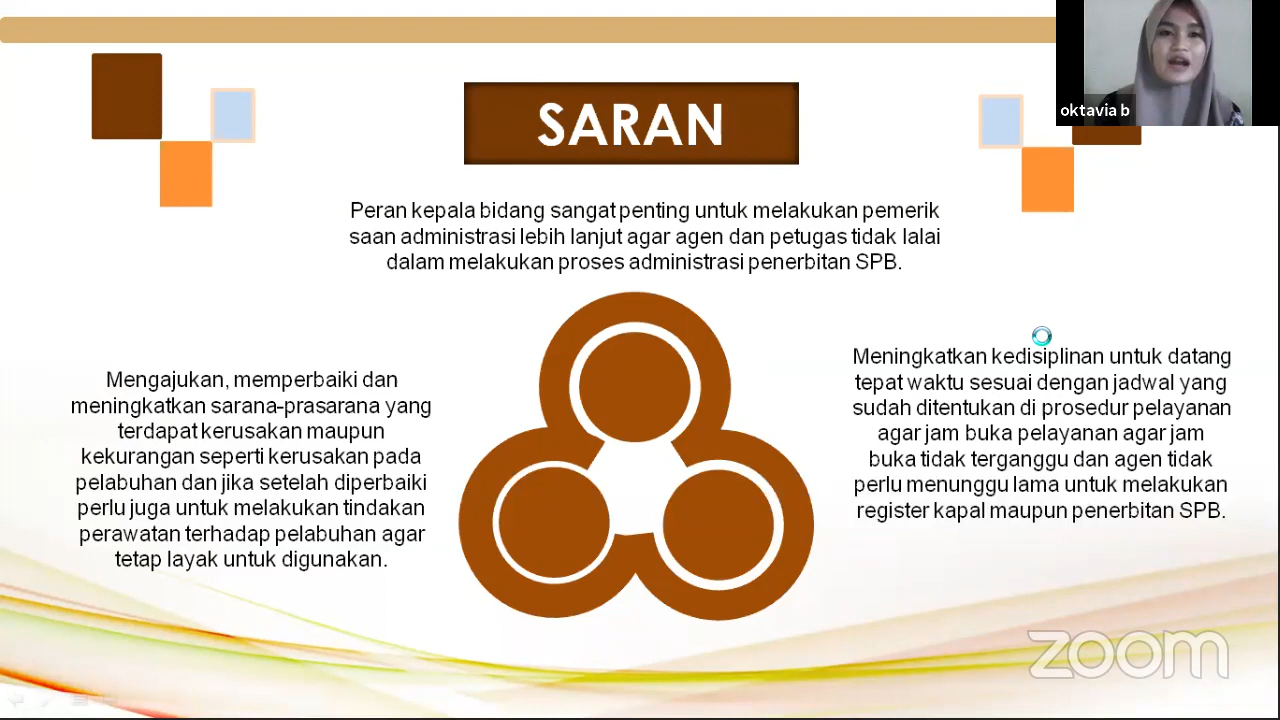 oktavia b
SARAN
Peran kepala bidang sangat penting untuk melakukan pemerik
saan administrasi lebih lanjut agar agen dan petugas tidak lalai
dalam melakukan proses administrasi penerbitan SPB.
Mengajukan, memperbaiki dan
meningkatkan sarana-prasarana yang
terdapat kerusakan maupun
kekurangan seperti kerusakan pada
pelabuhan dan jika setelah diperbaiki
perlu juga untuk melakukan tindakan
perawatan terhadap pelabuhan agar
tetap layak untuk digunakan.
Meningkatkan kedisiplinan untuk datang
tepat waktu sesuai dengan jadwal yang
sudah ditentukan di prosedur pelayanan
agar jam buka pelayanan agar jam
buka tidak terganggu dan agen tidak
perlu menunggu lama untuk melakukan
register kapal maupun penerbitan SPB.
zoom